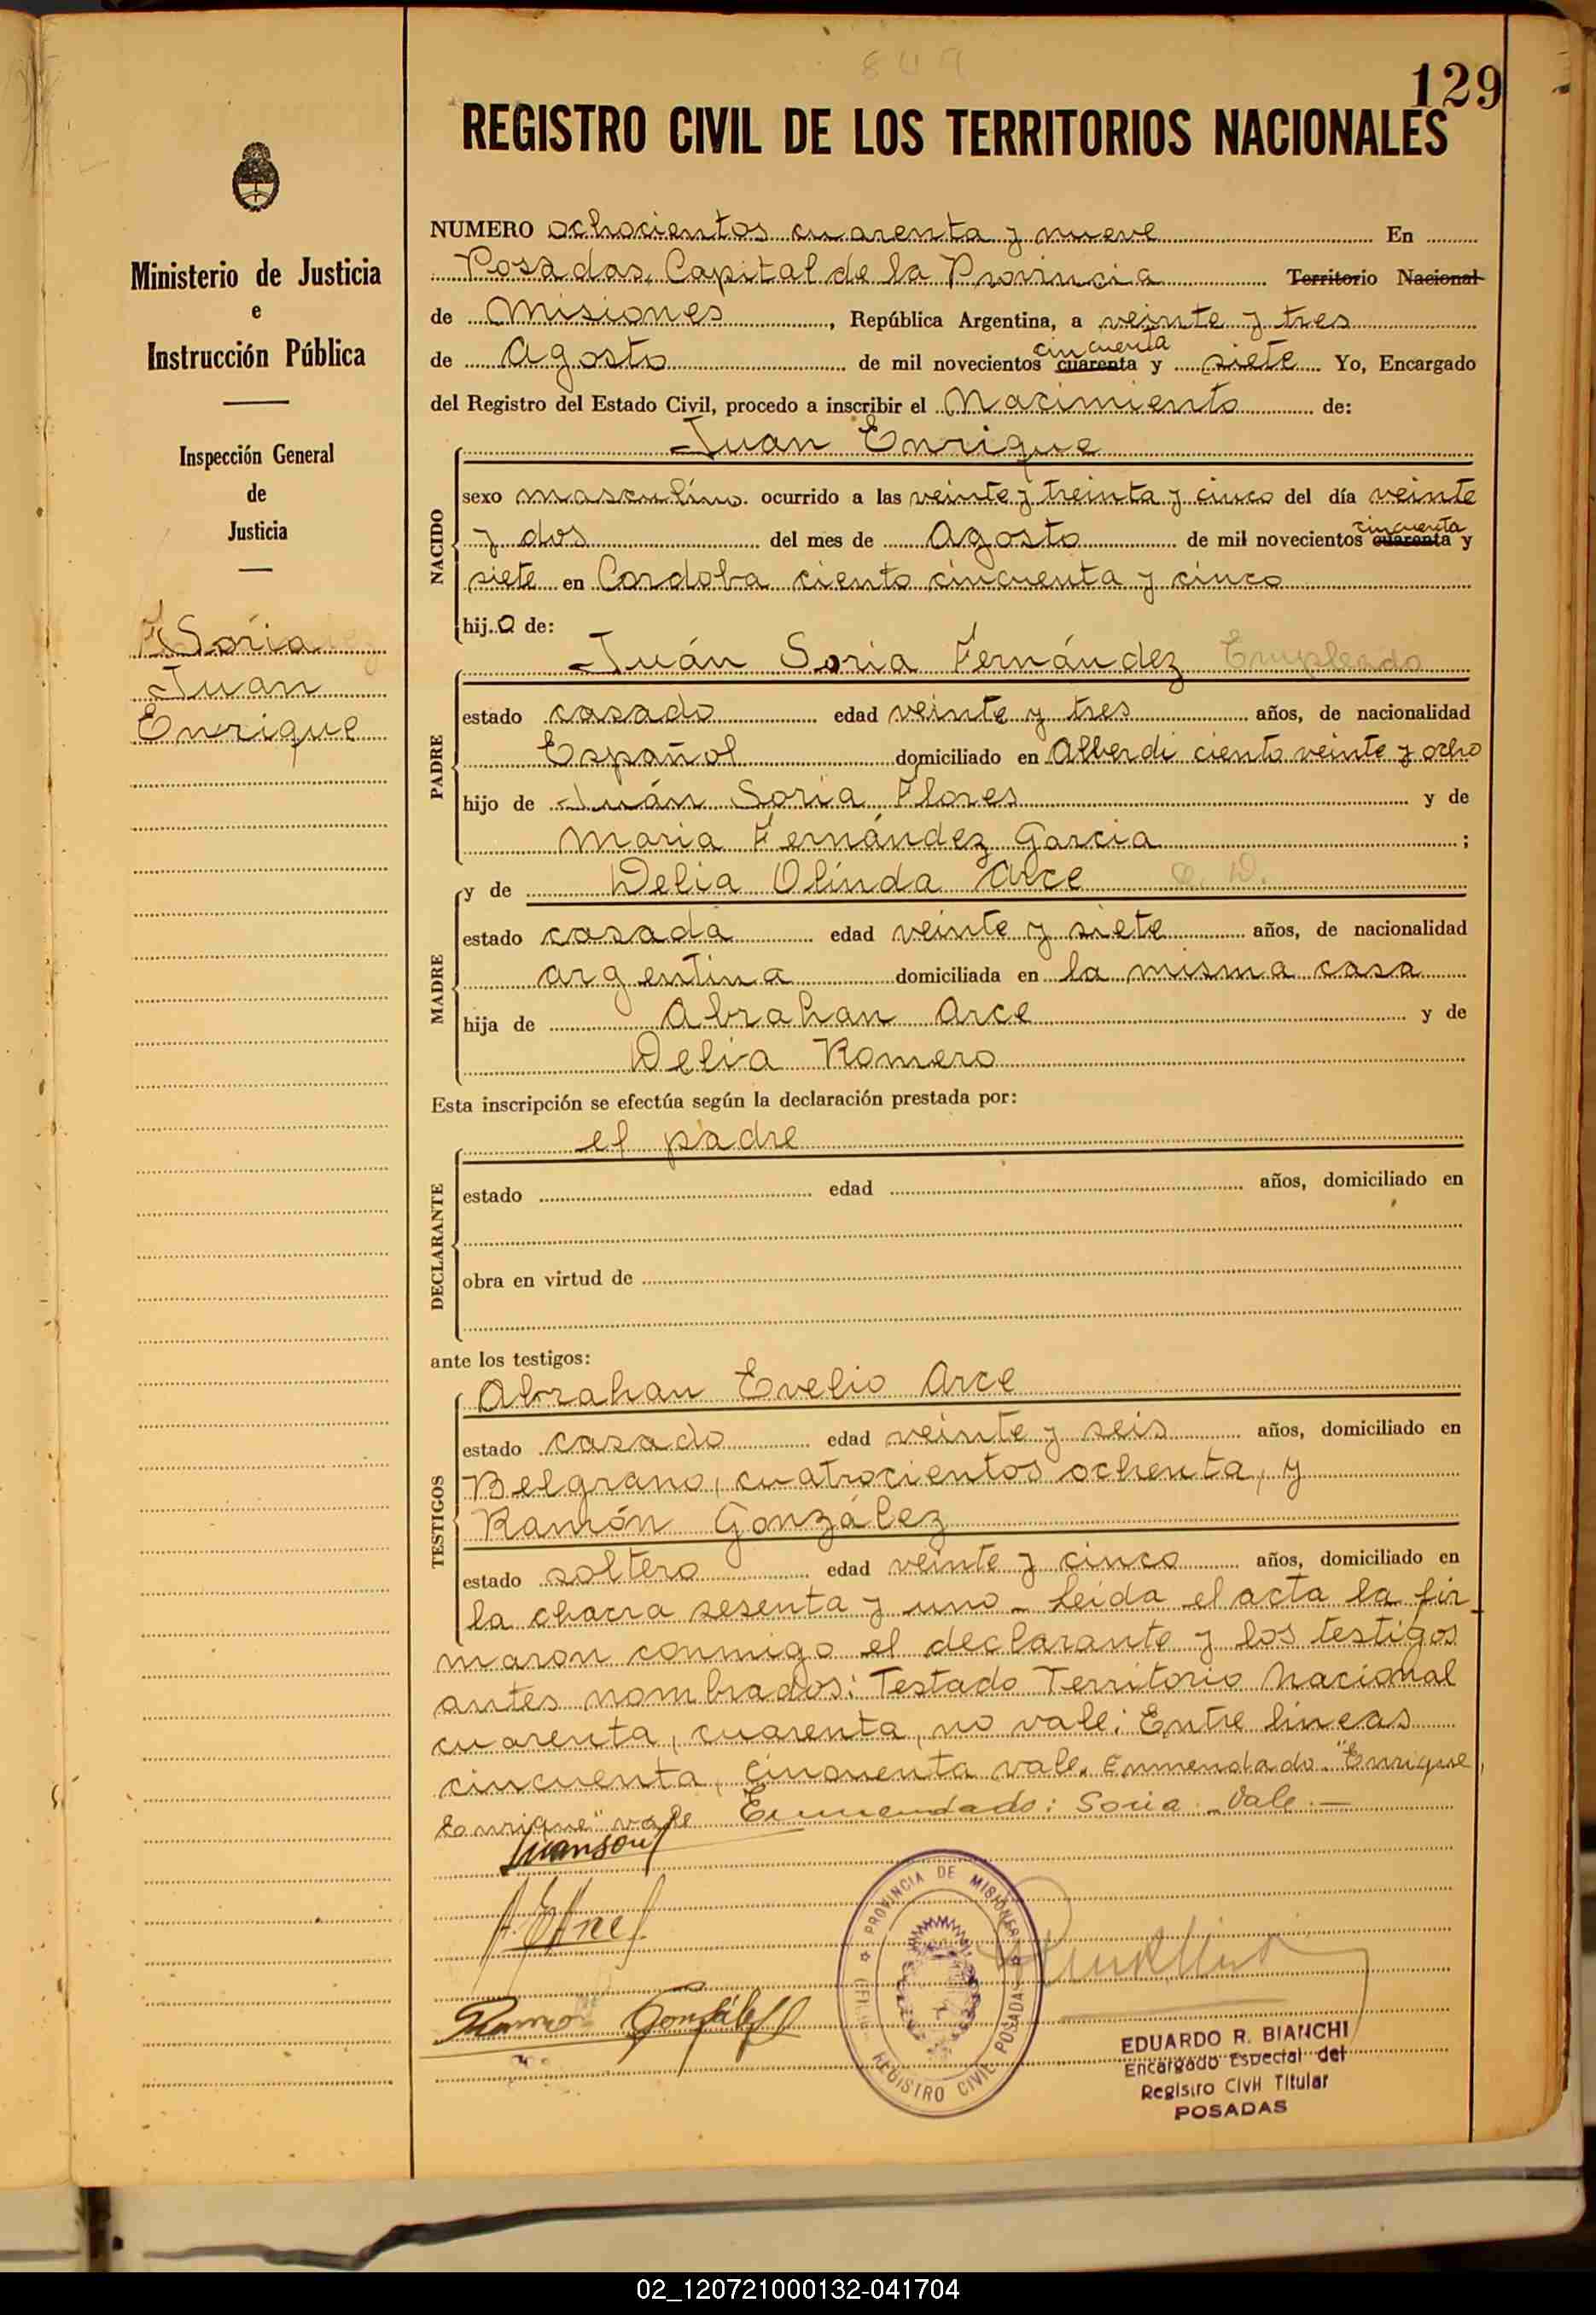 849
129
REGISTRO CIVIL DE LOS TERRITORIOS NACIONALES
Ministerio de Justicia
e
Instrucción Pública
Inspección General
de
Justicia
Soria
Juan
Enrique
NUMERO ochocientos cuarenta y nueve En
Posadas, Capital de la Provincia Territorio Nacional
de Misiones, República Argentina, a veinte y tres
cincuenta
de Agosto de mil novecientos cuarenta y siete Yo, Encargado
del Registro del Estado Civil, procedo a inscribir el Nacimiento de:
Juan Enrique
NACIDO
sexo masculino ocurrido a las veinte y treinta y cinco del día veinte
cincuenta
y dos del mes de Agosto de mil novecientos cuarenta y
siete en Cordoba ciento cincuenta y cinco
hijo de:
Juán Soria Fernández Empleado
PADRE
estado casado edad veinte y tres años, de nacionalidad
Español domiciliado en Alberdi ciento veinte y ocho
hijo de Juán Soria Flores y de
Maria Fernández Garcia ;
y de Delia Olinda Arce Q. D.
MADRE
estado casada edad veinte y siete años, de nacionalidad
argentina domiciliada en la misma casa
hija de Abrahan Arce y de
Delia Romero
Esta inscripción se efectúa según la declaración prestada por:
el padre
DECLARANTE
estado edad años, domiciliado en
obra en virtud de
ante los testigos:
Abrahan Evelio Arce
TESTIGOS
estado casado edad veinte y seis años, domiciliado en
Belgrano, cuatrocientos ochenta, y
Ramón González
estado soltero edad veinte y cinco años, domiciliado en
la chacra sesenta y uno - Leída el acta la fir-
maron conmigo el declarante y los testigos
antes nombrados: Testado Territorio Nacional
cuarenta, cuarenta, no vale: Entre lineas
cincuenta, cincuenta vale. Enmendado "Enrique,
Enrique" vale Enmendado: Soria - Vale.-
Juansou
Ramon González
PROVINCIA DE MISIONES
REGISTRO CIVIL POSADAS
EDUARDO R. BIANCHI
Encargado Especial del
Registro Civil Titular
POSADAS
02_120721000132-041704